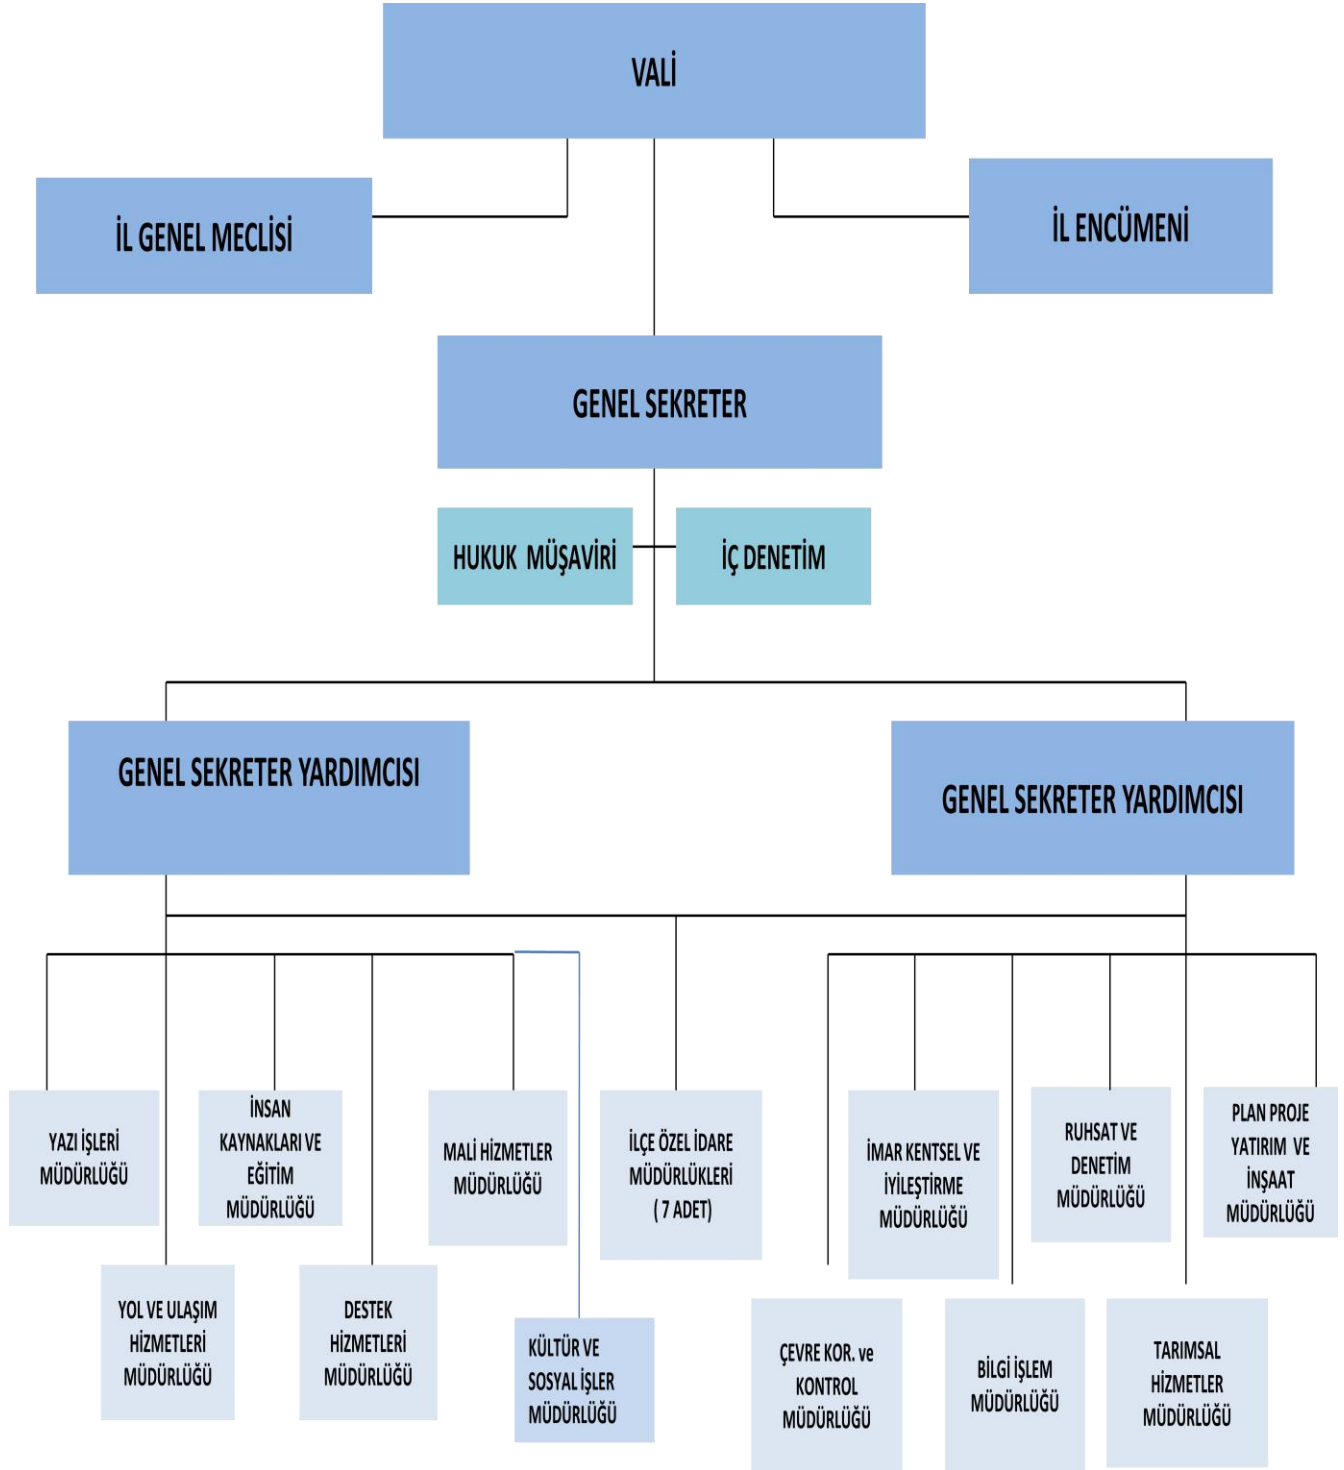 VALİ
İL GENEL MECLİSİ
İL ENCÜMENİ
GENEL SEKRETER
HUKUK MÜŞAVİRİ
İÇ DENETİM
GENEL SEKRETER YARDIMCISI
GENEL SEKRETER YARDIMCISI
YAZI İŞLERİ
MÜDÜRLÜĞÜ
İNSAN
KAYNAKLARI VE
EĞİTİM
MÜDÜRLÜĞÜ
MALİ HİZMETLER
MÜDÜRLÜĞÜ
İLÇE ÖZEL İDARE
MÜDÜRLÜKLERİ
( 7 ADET)
İMAR KENTSEL VE
İYİLEŞTİRME
MÜDÜRLÜĞÜ
RUHSAT VE
DENETİM
MÜDÜRLÜĞÜ
PLAN PROJE
YATIRIM VE
İNŞAAT
MÜDÜRLÜĞÜ
YOL VE ULAŞIM
HİZMETLERİ
MÜDÜRLÜĞÜ
DESTEK
HİZMETLERİ
MÜDÜRLÜĞÜ
KÜLTÜR VE
SOSYAL İŞLER
MÜDÜRLÜĞÜ
ÇEVRE KOR. ve
KONTROL
MÜDÜRLÜĞÜ
BİLGİ İŞLEM
MÜDÜRLÜĞÜ
TARIMSAL
HİZMETLER
MÜDÜRLÜĞÜ